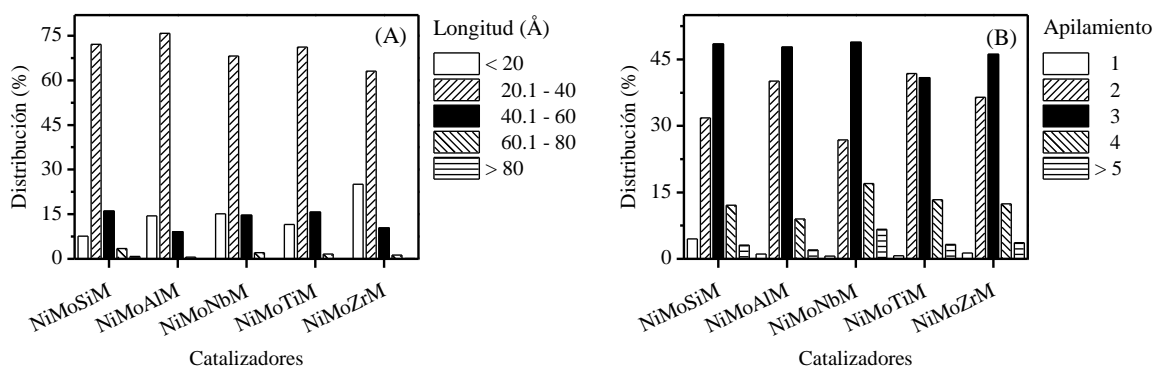 (A)
Distribución (%)
75
60
45
30
15
0
NiMoSiM
NiMoAlM
NiMoNbM
NiMoTiM
NiMoZrM
Catalizadores
Longitud (Å)
< 20
20.1 - 40
40.1 - 60
60.1 - 80
> 80
(B)
Distribución (%)
45
30
15
0
NiMoSiM
NiMoAlM
NiMoNbM
NiMoTiM
NiMoZrM
Catalizadores
Apilamiento
1
2
3
4
> 5